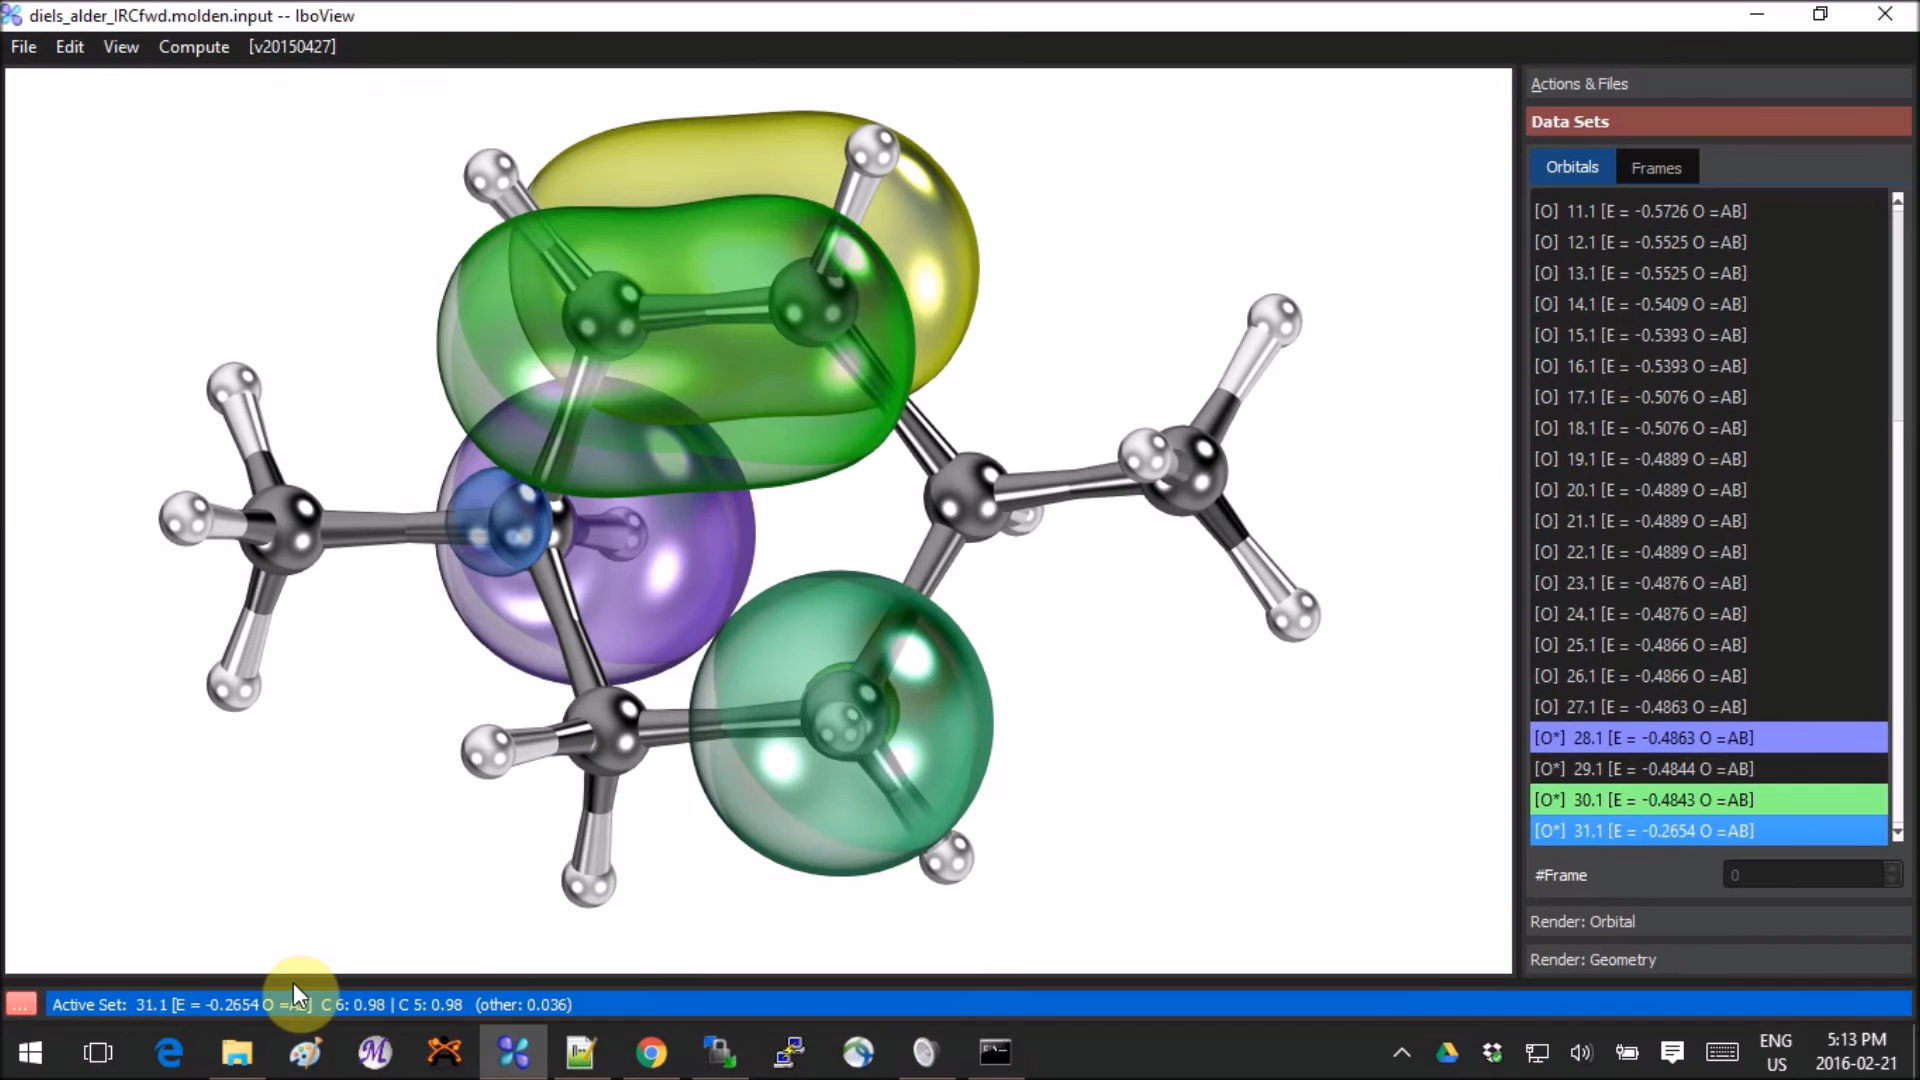 diels_alder_IRCfwd.molden.input -- IboView
File Edit View Compute [v20150427]
Actions & Files
Data Sets
Orbitals Frames
[O] 11.1 [E = -0.5726 O =AB]
[O] 12.1 [E = -0.5525 O =AB]
[O] 13.1 [E = -0.5525 O =AB]
[O] 14.1 [E = -0.5409 O =AB]
[O] 15.1 [E = -0.5393 O =AB]
[O] 16.1 [E = -0.5393 O =AB]
[O] 17.1 [E = -0.5076 O =AB]
[O] 18.1 [E = -0.5076 O =AB]
[O] 19.1 [E = -0.4889 O =AB]
[O] 20.1 [E = -0.4889 O =AB]
[O] 21.1 [E = -0.4889 O =AB]
[O] 22.1 [E = -0.4889 O =AB]
[O] 23.1 [E = -0.4876 O =AB]
[O] 24.1 [E = -0.4876 O =AB]
[O] 25.1 [E = -0.4866 O =AB]
[O] 26.1 [E = -0.4866 O =AB]
[O] 27.1 [E = -0.4863 O =AB]
[O*] 28.1 [E = -0.4863 O =AB]
[O*] 29.1 [E = -0.4844 O =AB]
[O*] 30.1 [E = -0.4843 O =AB]
[O*] 31.1 [E = -0.2654 O =AB]
#Frame 0
Render: Orbital
Render: Geometry
... Active Set: 31.1 [E = -0.2654 O =AB] C 6: 0.98 | C 5: 0.98 (other: 0.036)
ENG 5:13 PM
US 2016-02-21